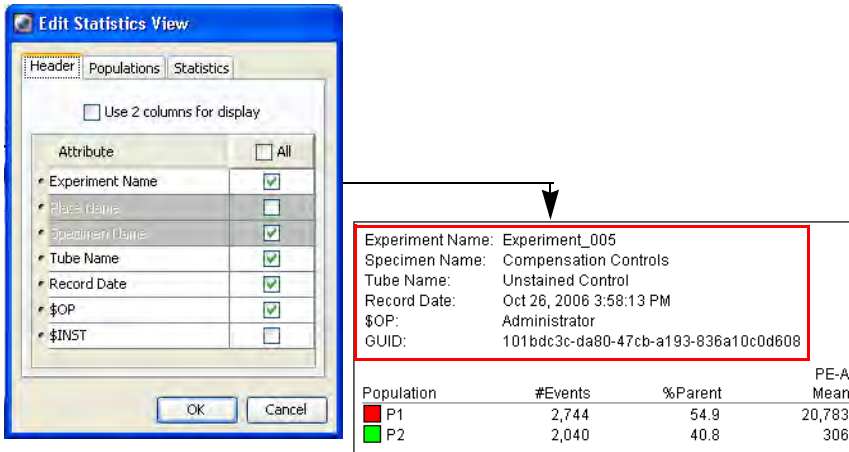 Edit Statistics View
Header Populations Statistics
Use 2 columns for display
Attribute All
Experiment Name
Plate Name
Specimen Name
Tube Name
Record Date
$OP
$INST
OK Cancel
Experiment Name: Experiment_005
Specimen Name: Compensation Controls
Tube Name: Unstained Control
Record Date: Oct 26, 2006 3:58:13 PM
$OP: Administrator
GUID: 101bdc3c-da80-47cb-a193-836a10c0d608
PE-A
Population #Events %Parent Mean
P1 2,744 54.9 20,783
P2 2,040 40.8 306